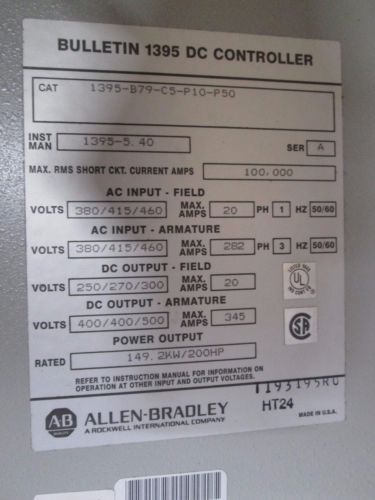 BULLETIN 1395 DC CONTROLLER
CAT 1395-B79-C5-P10-P50
INST MAN 1395-5.40 SER A
MAX. RMS SHORT CKT. CURRENT AMPS 100,000
AC INPUT - FIELD
VOLTS 380/415/460 MAX. AMPS 20 PH 1 HZ 50/60
AC INPUT - ARMATURE
VOLTS 380/415/460 MAX. AMPS 282 PH 3 HZ 50/60
DC OUTPUT - FIELD
VOLTS 250/270/300 MAX. AMPS 20
DC OUTPUT - ARMATURE
VOLTS 400/400/500 MAX. AMPS 345
POWER OUTPUT
RATED 149.2KW/200HP
LISTED
UL
SA
REFER TO INSTRUCTION MANUAL FOR INFORMATION ON
OPERATION AT OTHER INPUT AND OUTPUT VOLTAGES.
HT24
AB ALLEN-BRADLEY
A ROCKWELL INTERNATIONAL COMPANY
MADE IN U.S.A.